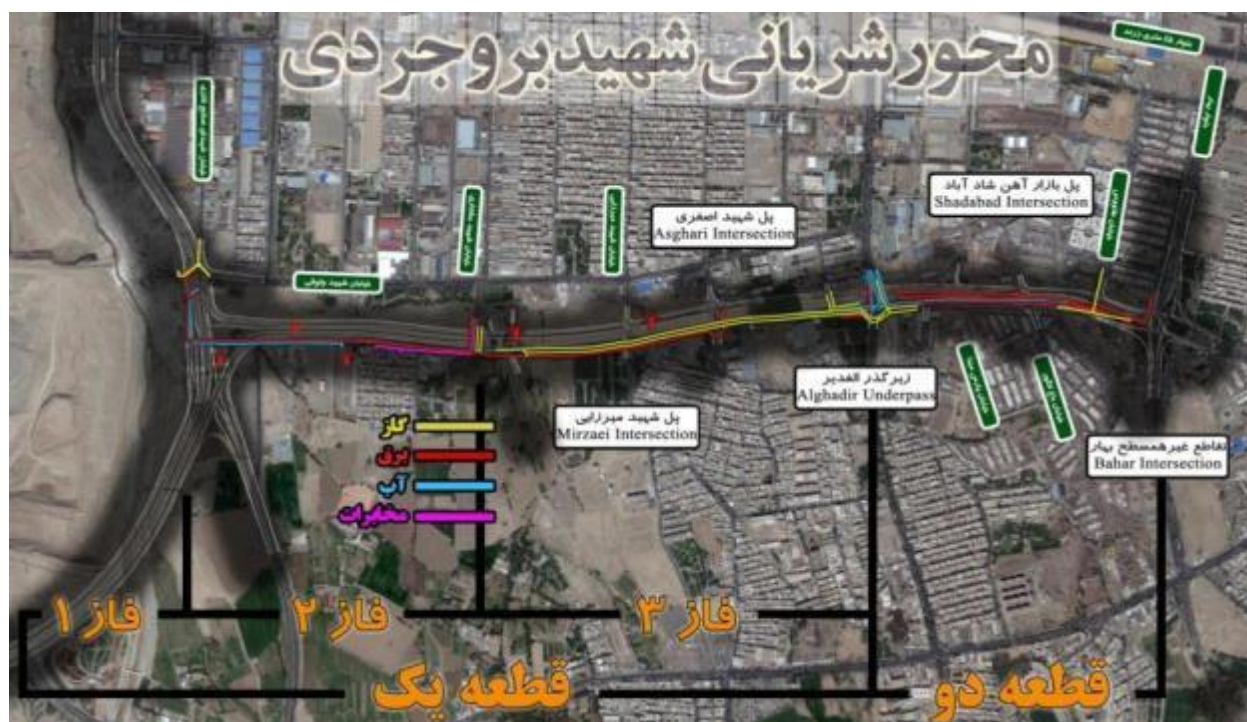 محور شریانی شهید بروجردی
پل بازار آهن شاد آباد
Shadabad Intersection
پل شهید اصغری
Asghari Intersection
خیابان شهید
زیرگذر الغدیر
Alghadir Underpass
پل شهید میرزایی
Mirzaei Intersection
تقاطع غیرهمسطح بهار
Bahar Intersection
گاز
برق
آب
مخابرات
فاز ۱
فاز ۲
فاز ۳
قطعه یک
قطعه دو